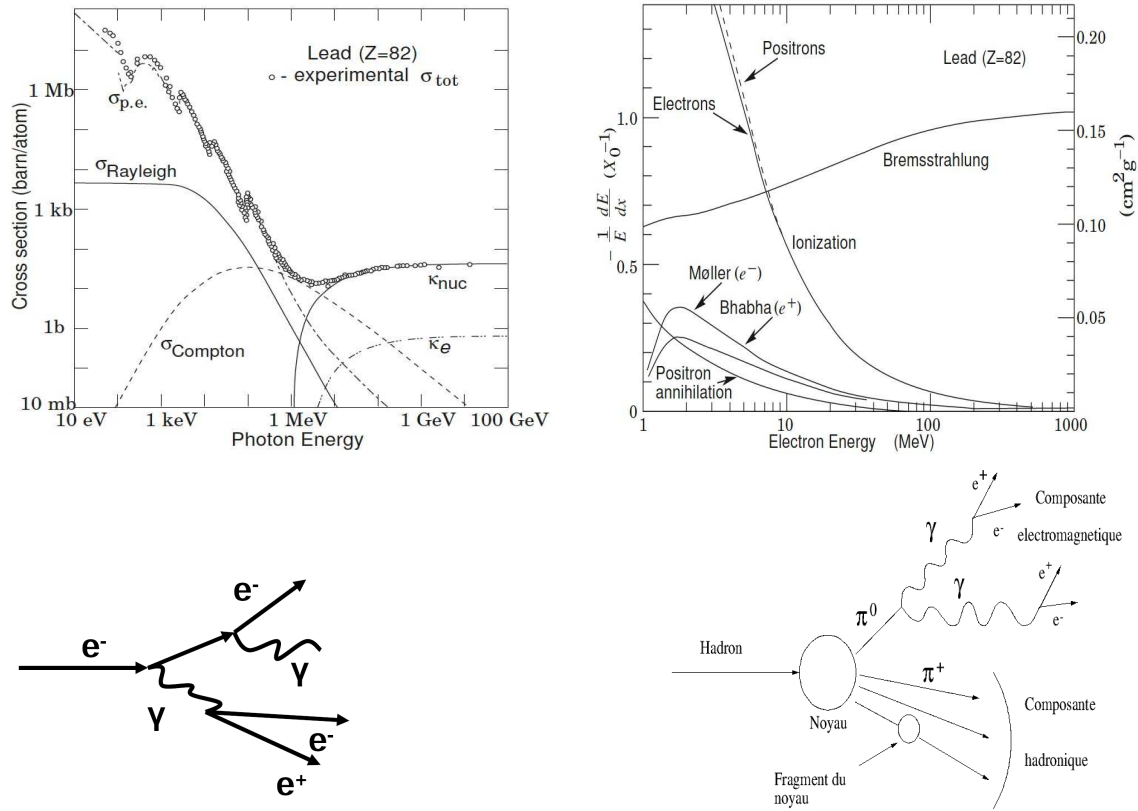 Lead (Z=82)
○ - experimental σtot
Cross section (barn/atom)
1 Mb
1 kb
1b
10 mb
σp.e.
σRayleigh
σCompton
κnuc
κe
10 eV 1 keV 1 MeV 1 GeV 100 GeV
Photon Energy
Lead (Z=82)
Positrons
Electrons
Bremsstrahlung
Ionization
Møller (e−)
Bhabha (e+)
Positron
annihilation
− 1/E dE/dx (X0−1)
1.0
0.5
0
0.20
0.15
0.10
0.05
(cm2g−1)
1 10 100 1000
Electron Energy (MeV)
e-
e-
γ
γ
e-
e+
Hadron
Noyau
Fragment du
noyau
π0
π+
γ
γ
e+
e-
e+
e-
Composante
electromagnetique
Composante
hadronique